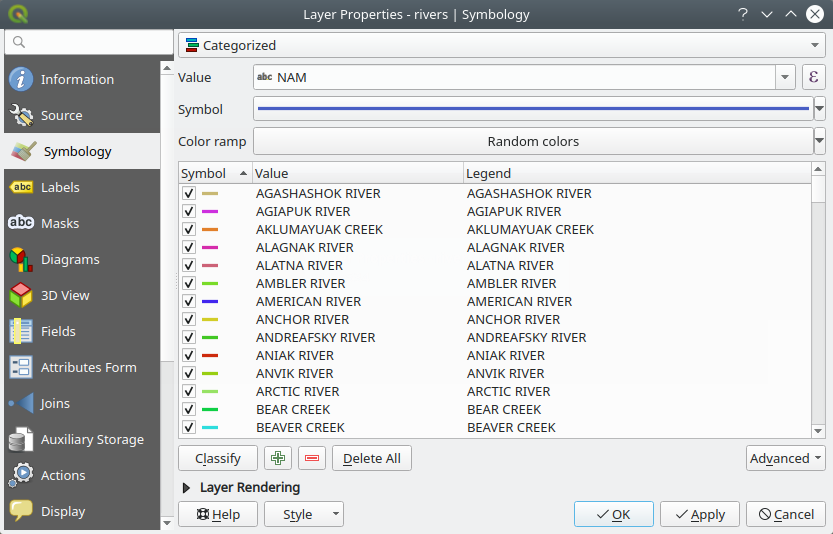 Layer Properties - rivers | Symbology
Categorized
Information
Source
Symbology
abc Labels
abc Masks
Diagrams
3D View
Fields
Attributes Form
Joins
Auxiliary Storage
Actions
Display
Value abc NAM ε
Symbol
Color ramp Random colors
Symbol Value Legend
AGASHASHOK RIVER AGASHASHOK RIVER
AGIAPUK RIVER AGIAPUK RIVER
AKLUMAYUAK CREEK AKLUMAYUAK CREEK
ALAGNAK RIVER ALAGNAK RIVER
ALATNA RIVER ALATNA RIVER
AMBLER RIVER AMBLER RIVER
AMERICAN RIVER AMERICAN RIVER
ANCHOR RIVER ANCHOR RIVER
ANDREAFSKY RIVER ANDREAFSKY RIVER
ANIAK RIVER ANIAK RIVER
ANVIK RIVER ANVIK RIVER
ARCTIC RIVER ARCTIC RIVER
BEAR CREEK BEAR CREEK
BEAVER CREEK BEAVER CREEK
Classify Delete All Advanced
Layer Rendering
Help Style OK Apply Cancel